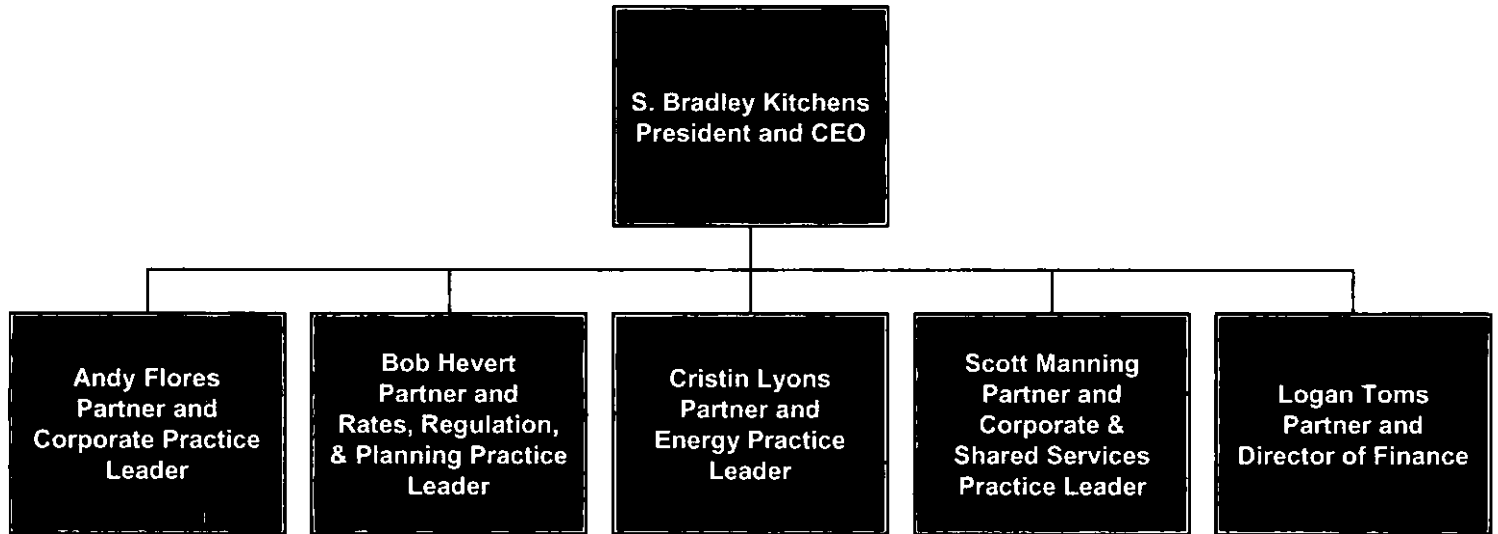 S. Bradley Kitchens
President and CEO
Andy Flores
Partner and
Corporate Practice
Leader
Bob Hevert
Partner and
Rates, Regulation,
& Planning Practice
Leader
Cristin Lyons
Partner and
Energy Practice
Leader
Scott Manning
Partner and
Corporate &
Shared Services
Practice Leader
Logan Toms
Partner and
Director of Finance